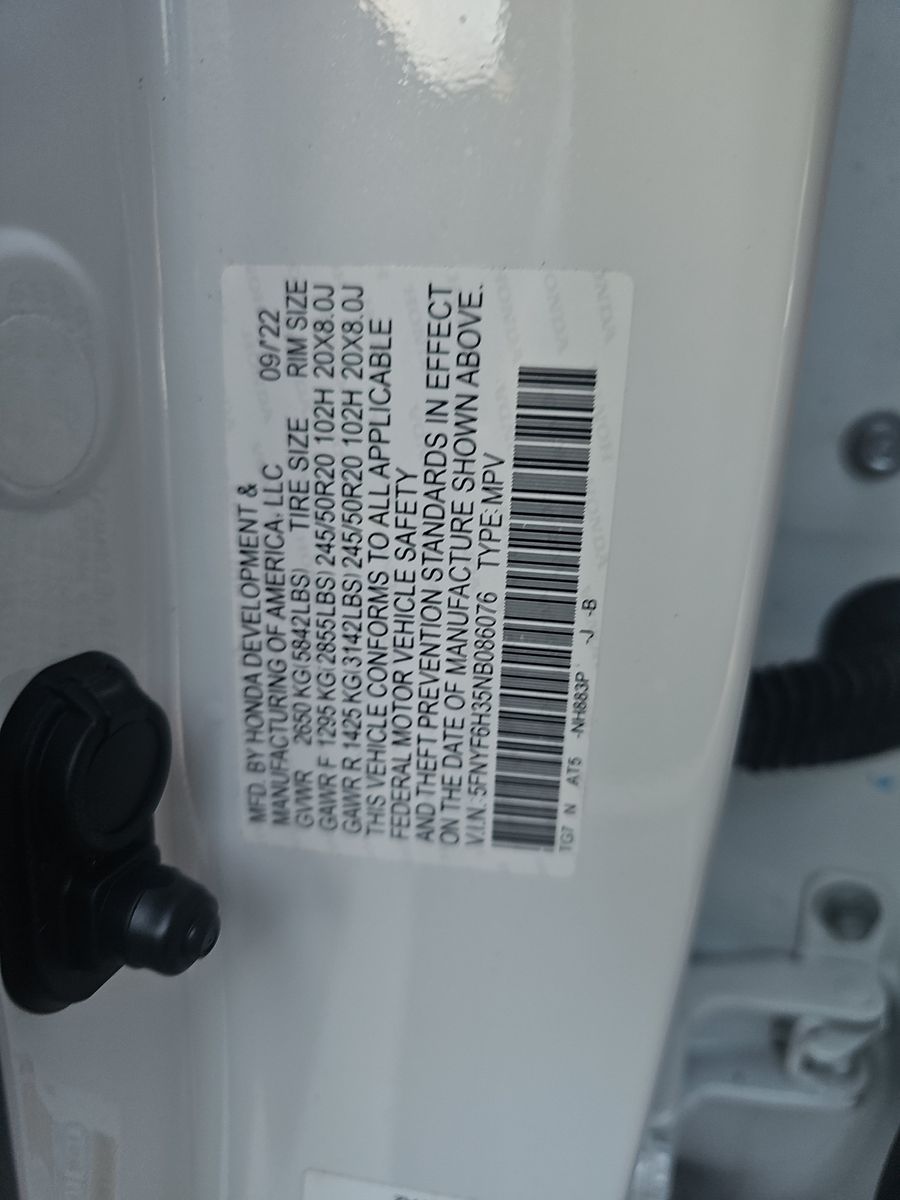 MFD. BY HONDA DEVELOPMENT &
MANUFACTURING OF AMERICA, LLC 09/'22
GVWR 2650 KG(5842LBS) TIRE SIZE RIM SIZE
GAWR F 1295 KG(2855LBS) 245/50R20 102H 20X8.0J
GAWR R 1425 KG(3142LBS) 245/50R20 102H 20X8.0J
THIS VEHICLE CONFORMS TO ALL APPLICABLE
FEDERAL MOTOR VEHICLE SAFETY
AND THEFT PREVENTION STANDARDS IN EFFECT
ON THE DATE OF MANUFACTURE SHOWN ABOVE.
V.I.N.:5FNYF6H35NB086076 TYPE:MPV
TG7 N AT5 -NH883P -J -B